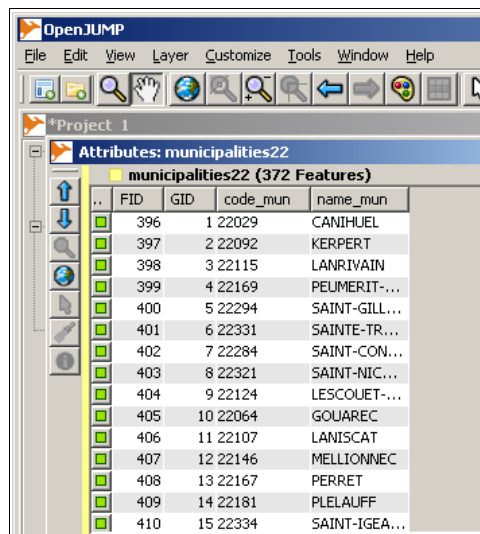 OpenJUMP
File Edit View Layer Customize Tools Window Help
*Project 1
Attributes: municipalities22
municipalities22 (372 Features)
.. FID GID code_mun name_mun
396 1 22029 CANIHUEL
397 2 22092 KERPERT
398 3 22115 LANRIVAIN
399 4 22169 PEUMERIT-...
400 5 22294 SAINT-GILL...
401 6 22331 SAINTE-TR...
402 7 22284 SAINT-CON...
403 8 22321 SAINT-NIC...
404 9 22124 LESCOUET-...
405 10 22064 GOUAREC
406 11 22107 LANISCAT
407 12 22146 MELLIONNEC
408 13 22167 PERRET
409 14 22181 PLELAUFF
410 15 22334 SAINT-IGEA...